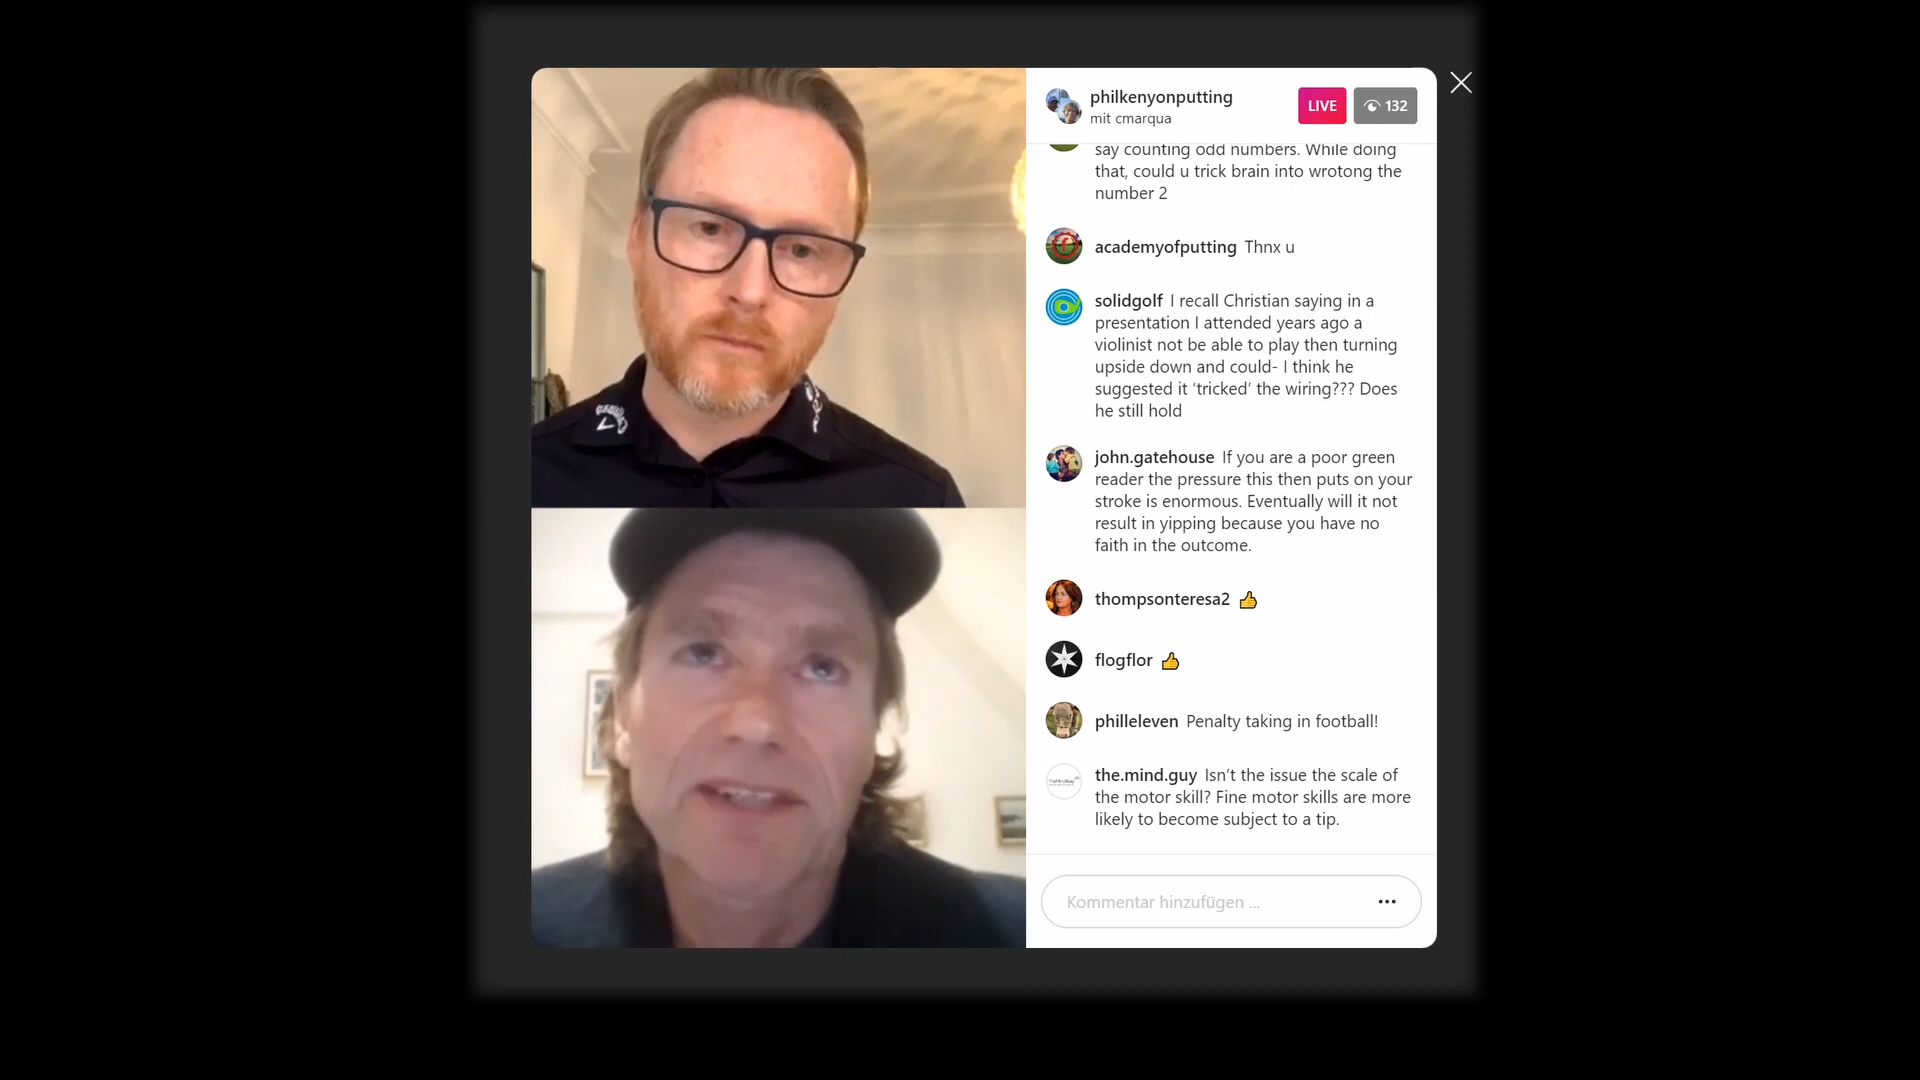 philkenyonputting
mit cmarqua
LIVE
132
say counting odd numbers. While doing
that, could u trick brain into wrotong the
number 2
academyofputting Thnx u
solidgolf I recall Christian saying in a
presentation I attended years ago a
violinist not be able to play then turning
upside down and could- I think he
suggested it ‘tricked’ the wiring??? Does
he still hold
john.gatehouse If you are a poor green
reader the pressure this then puts on your
stroke is enormous. Eventually will it not
result in yipping because you have no
faith in the outcome.
thompsonteresa2 👍
flogflor 👍
philleleven Penalty taking in football!
the.mind.guy Isn’t the issue the scale of
the motor skill? Fine motor skills are more
likely to become subject to a tip.
Kommentar hinzufügen ...